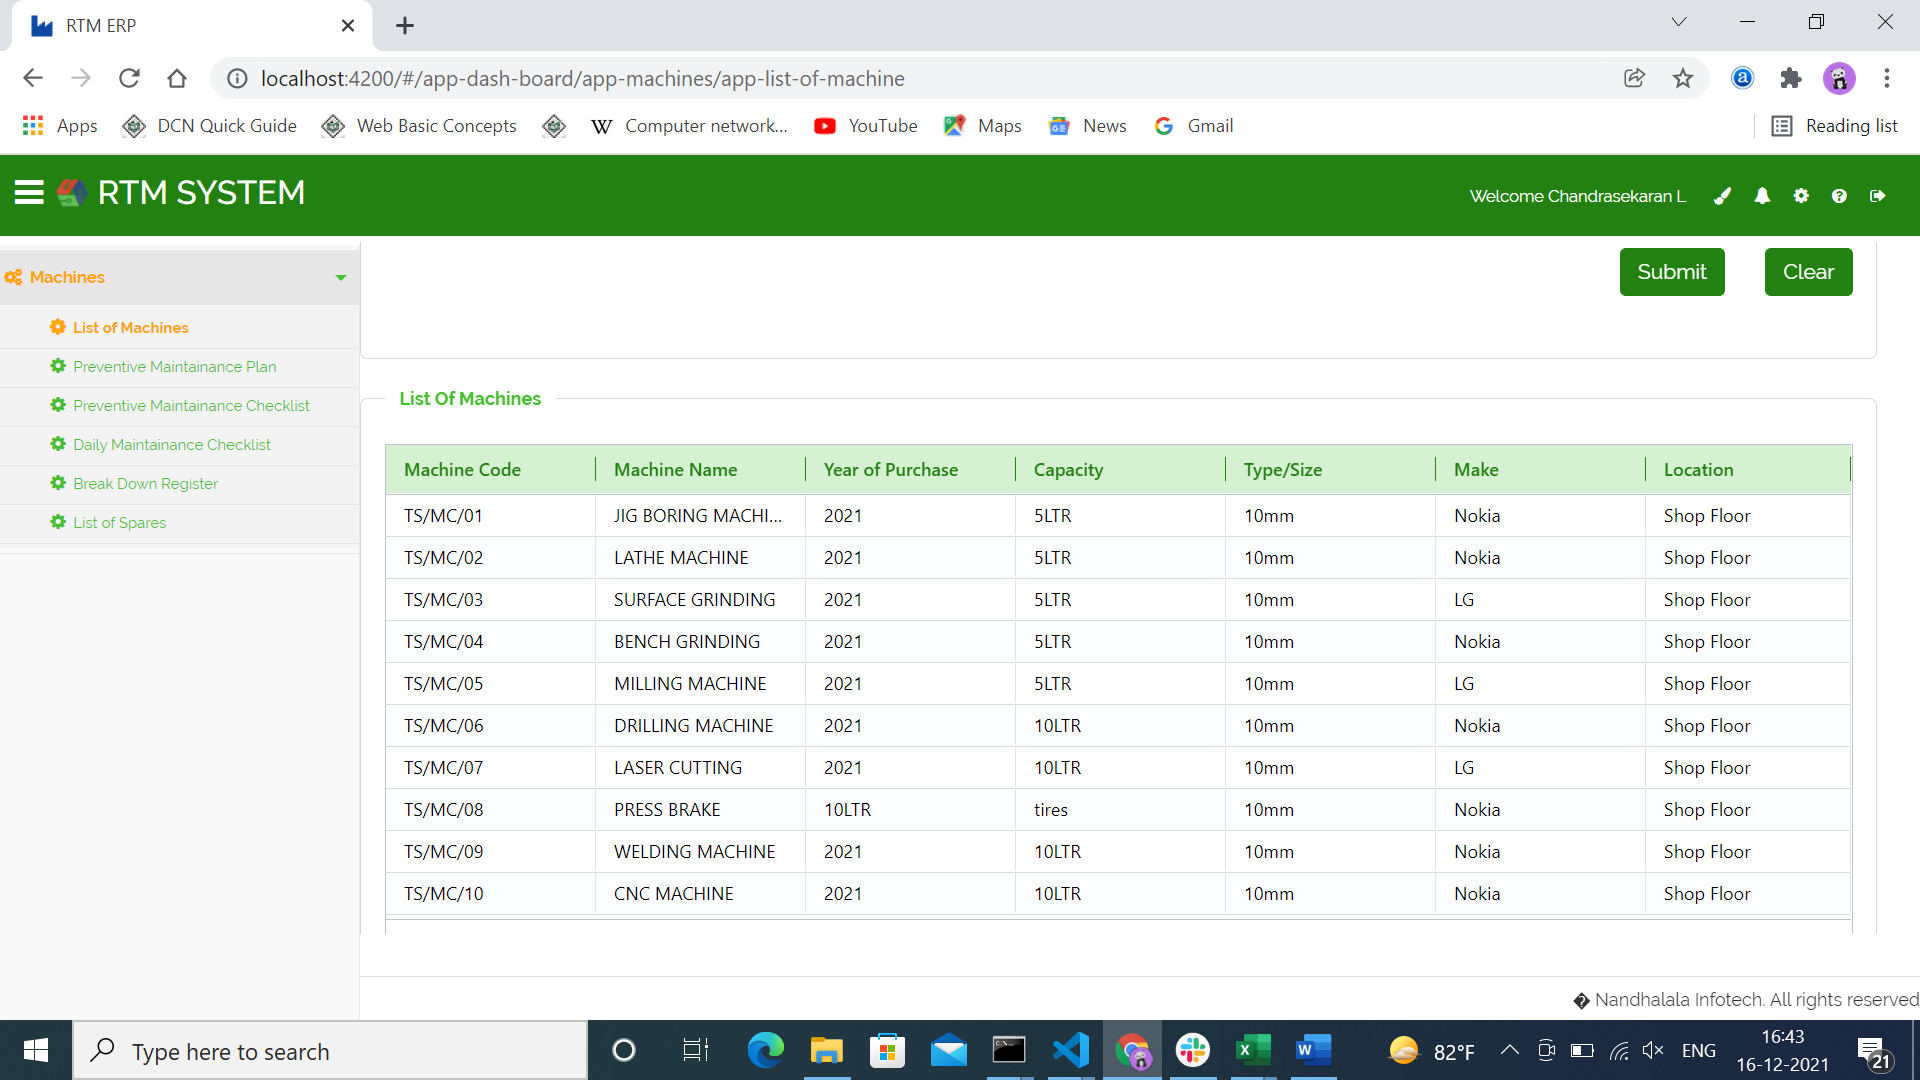 RTM ERP
localhost:4200/#/app-dash-board/app-machines/app-list-of-machine
Apps DCN Quick Guide Web Basic Concepts Computer network... YouTube Maps News Gmail Reading list
RTM SYSTEM
Welcome Chandrasekaran L
Machines
List of Machines
Preventive Maintainance Plan
Preventive Maintainance Checklist
Daily Maintainance Checklist
Break Down Register
List of Spares
Submit Clear
List Of Machines
Machine Code Machine Name Year of Purchase Capacity Type/Size Make Location
TS/MC/01 JIG BORING MACHI... 2021 5LTR 10mm Nokia Shop Floor
TS/MC/02 LATHE MACHINE 2021 5LTR 10mm Nokia Shop Floor
TS/MC/03 SURFACE GRINDING 2021 5LTR 10mm LG Shop Floor
TS/MC/04 BENCH GRINDING 2021 5LTR 10mm Nokia Shop Floor
TS/MC/05 MILLING MACHINE 2021 5LTR 10mm LG Shop Floor
TS/MC/06 DRILLING MACHINE 2021 10LTR 10mm Nokia Shop Floor
TS/MC/07 LASER CUTTING 2021 10LTR 10mm LG Shop Floor
TS/MC/08 PRESS BRAKE 10LTR tires 10mm Nokia Shop Floor
TS/MC/09 WELDING MACHINE 2021 10LTR 10mm Nokia Shop Floor
TS/MC/10 CNC MACHINE 2021 10LTR 10mm Nokia Shop Floor
� Nandhalala Infotech. All rights reserved
Type here to search
82°F
ENG
16:43
16-12-2021
21